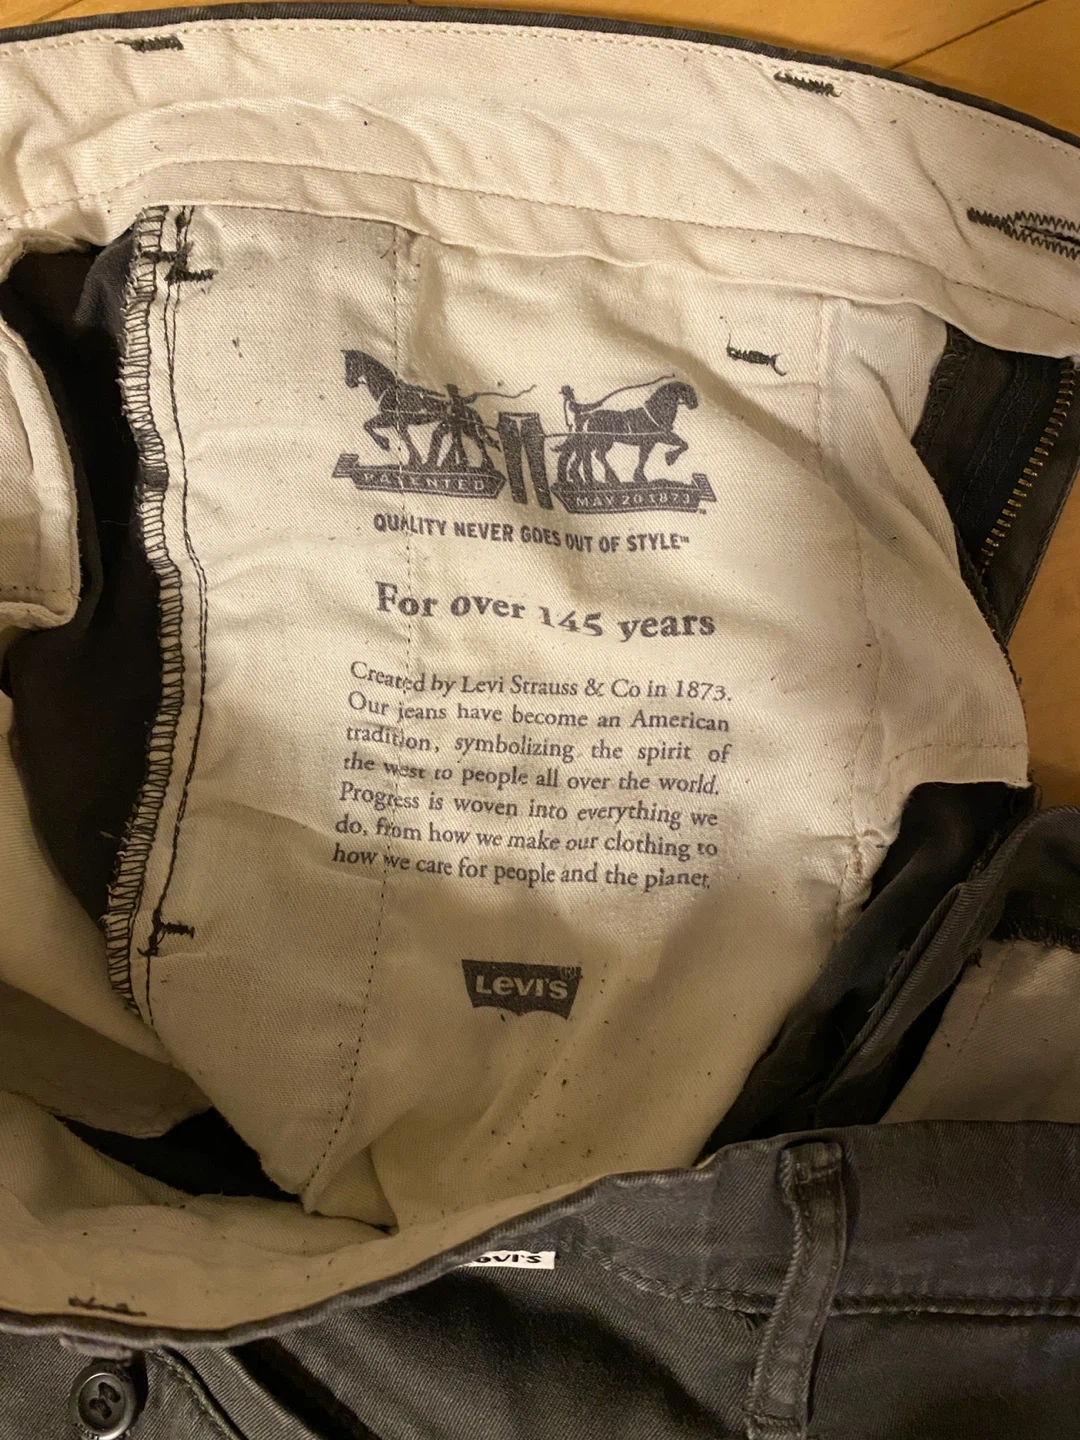 PATENTED
MAY 20 1873
QUALITY NEVER GOES OUT OF STYLE™
For over 145 years
Created by Levi Strauss & Co in 1873.
Our jeans have become an American
tradition, symbolizing the spirit of
the west to people all over the world.
Progress is woven into everything we
do, from how we make our clothing to
how we care for people and the planet.
LEVI'S®